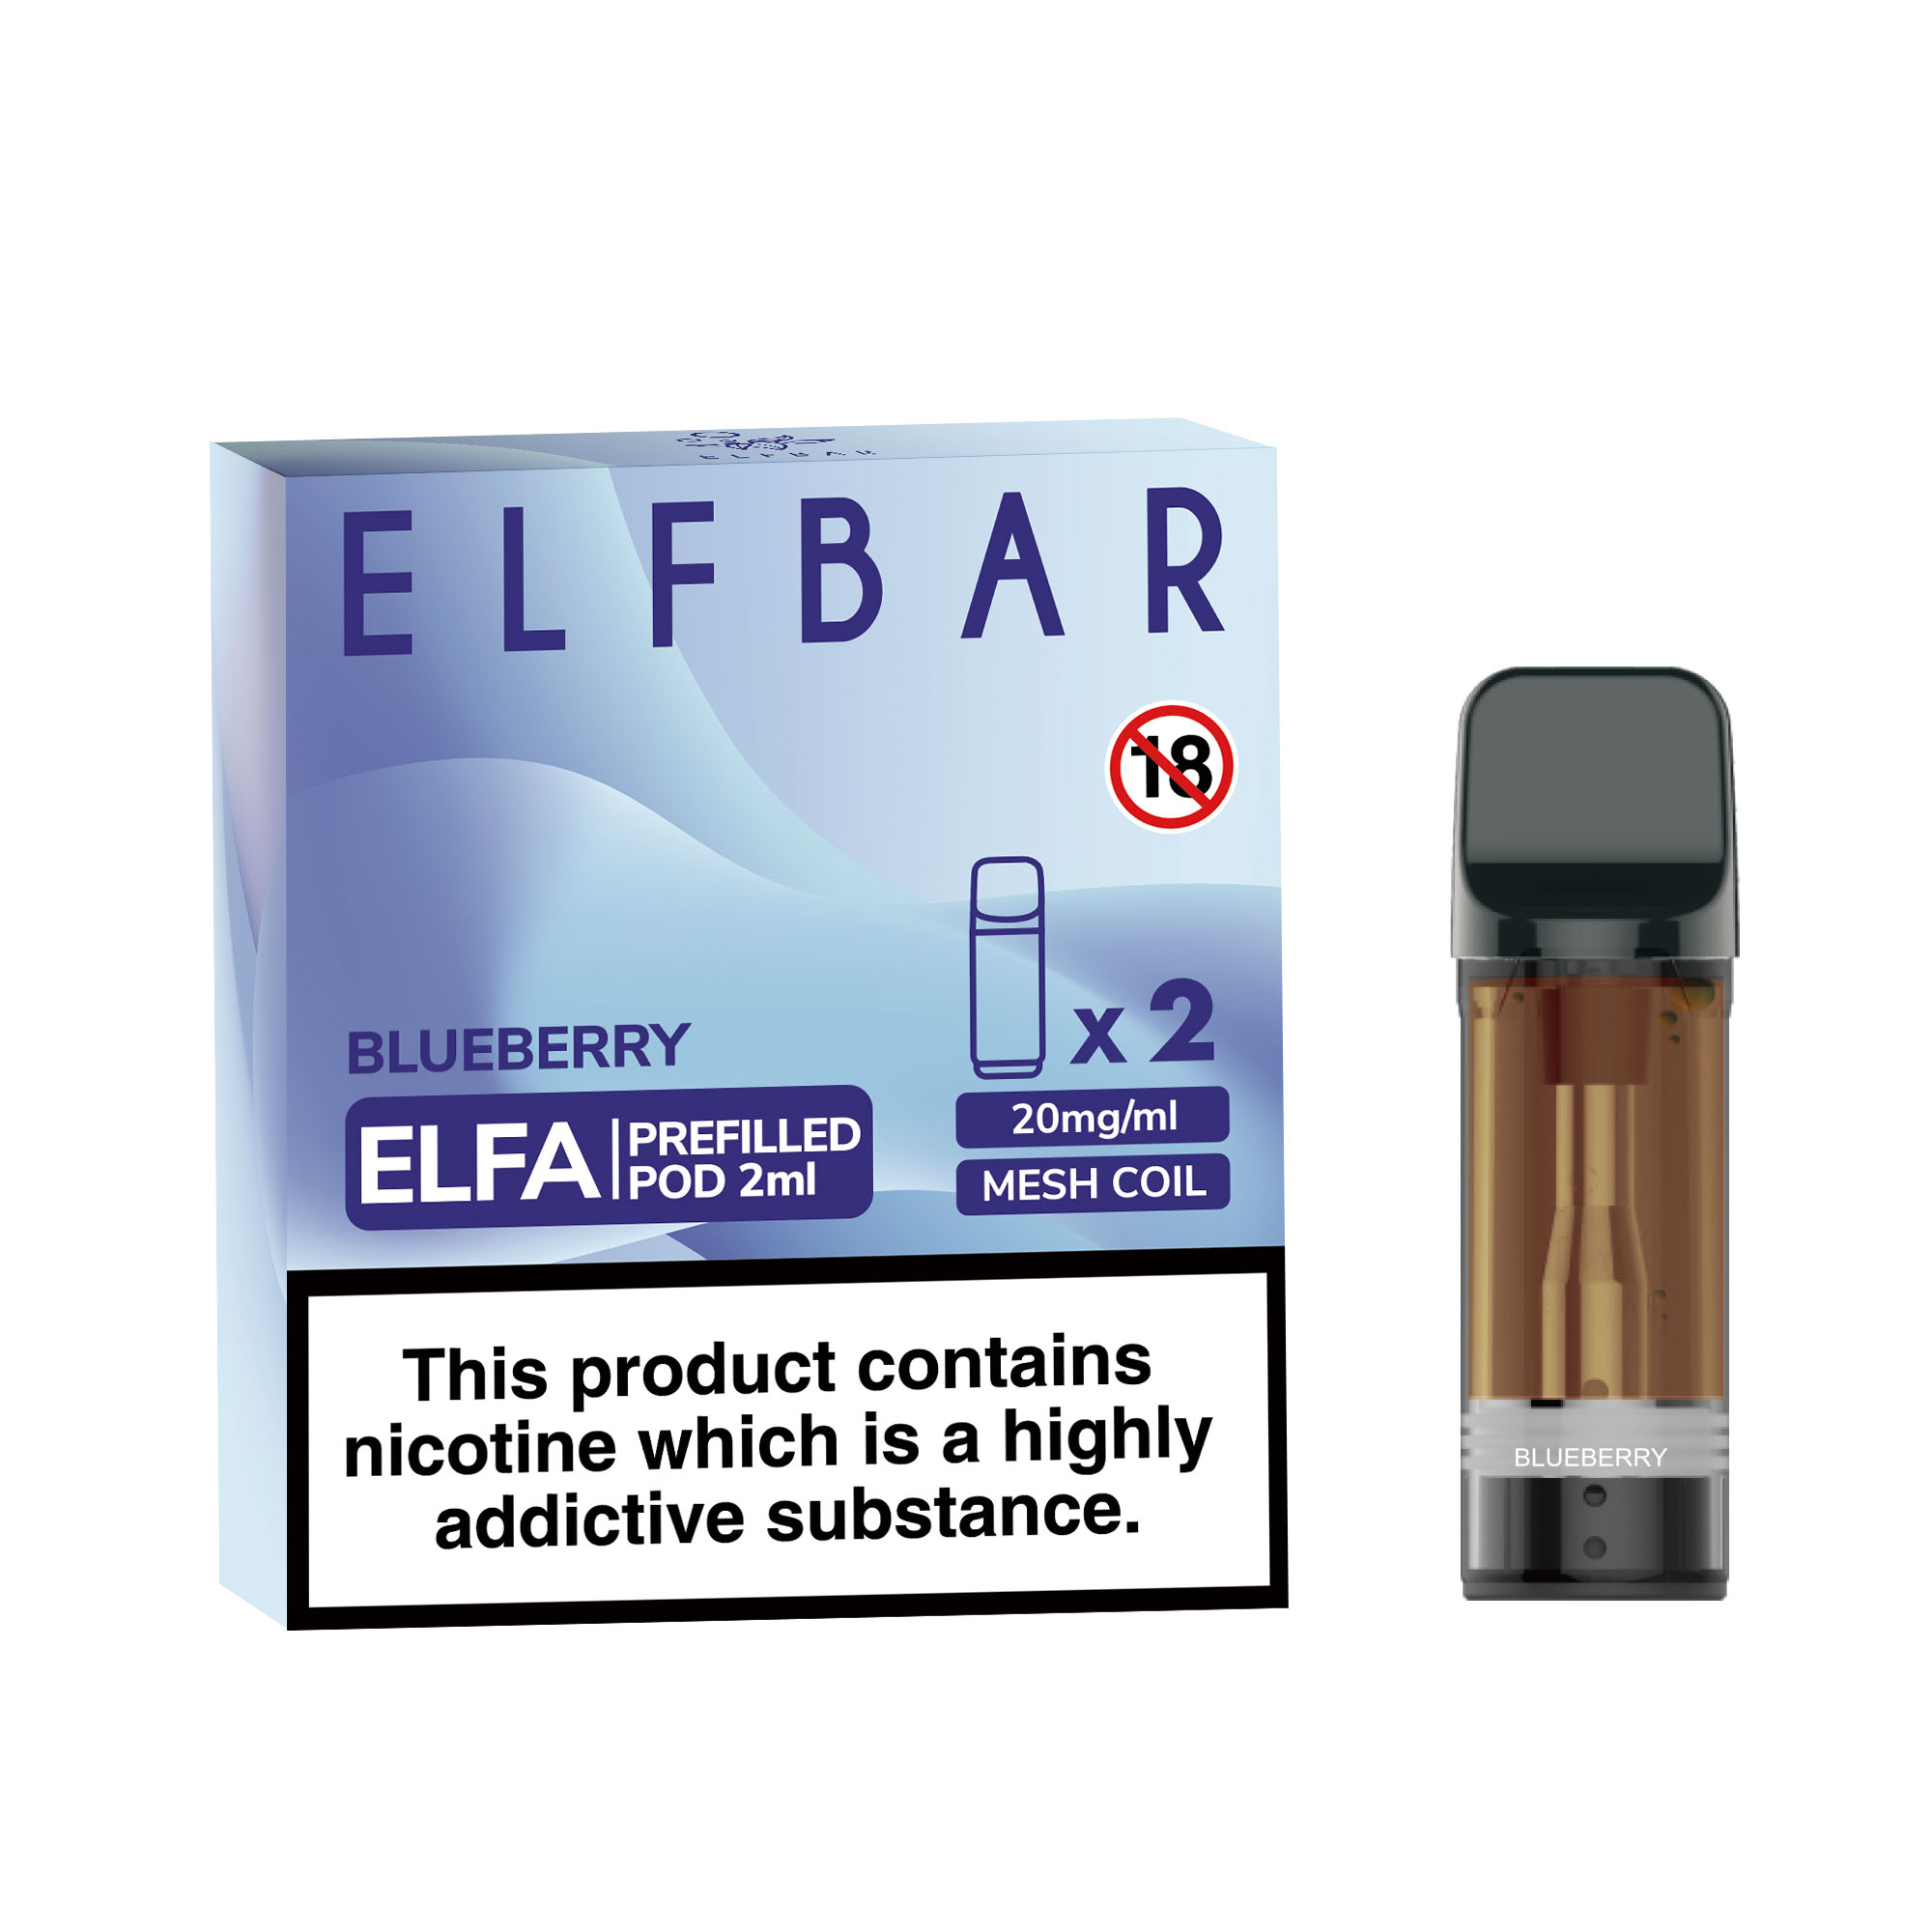 ELFBAR
ELFBAR
18
BLUEBERRY
x 2
ELFA | PREFILLED
POD 2ml
20mg/ml
MESH COIL
This product contains
nicotine which is a highly
addictive substance.
BLUEBERRY